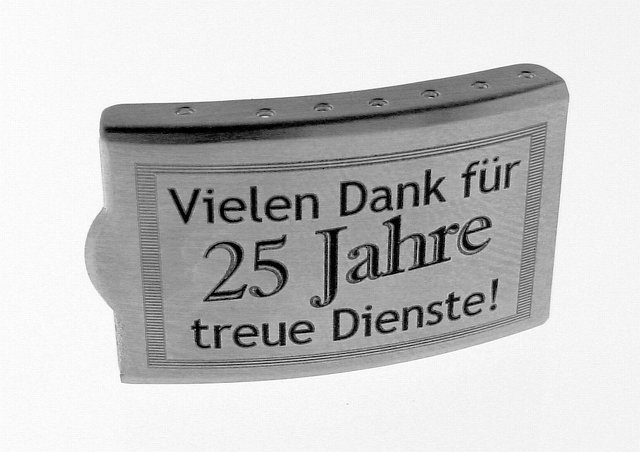 Vielen Dank für
25 Jahre
treue Dienste!